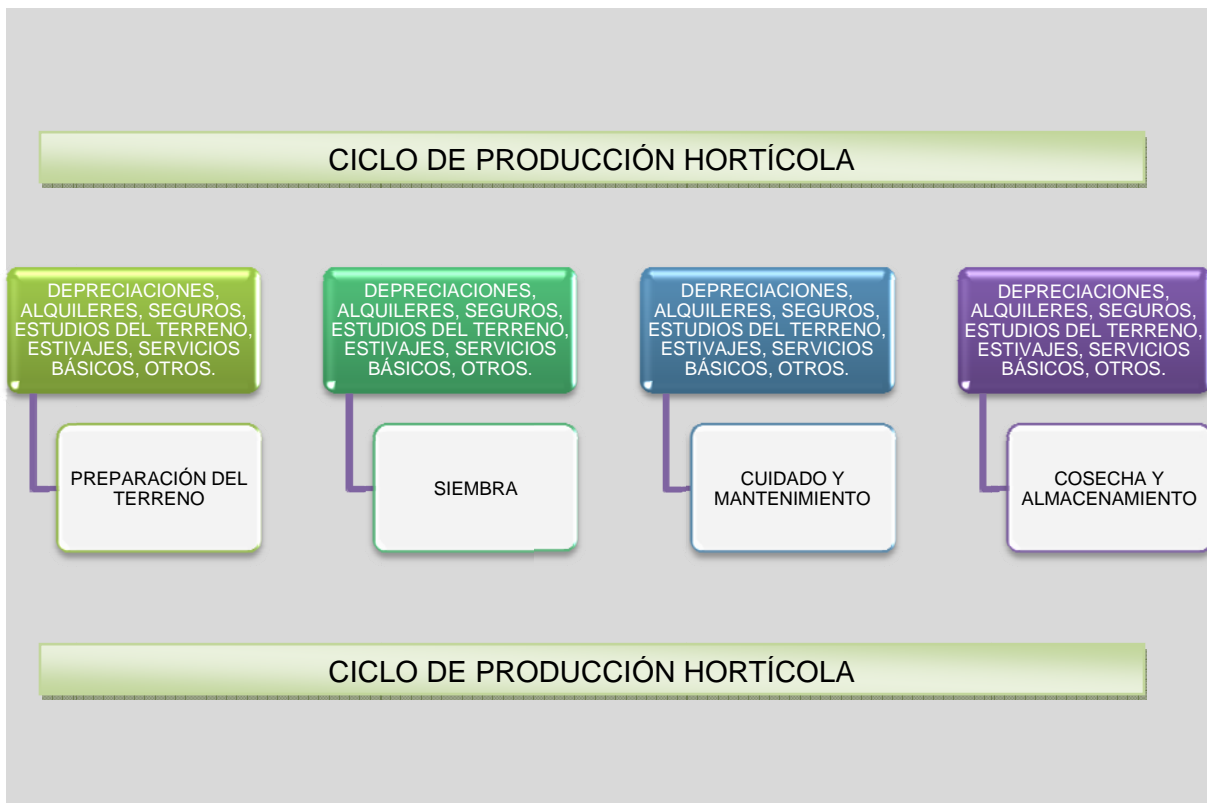 CICLO DE PRODUCCIÓN HORTÍCOLA
DEPRECIACIONES,
ALQUILERES, SEGUROS,
ESTUDIOS DEL TERRENO,
ESTIVAJES, SERVICIOS
BÁSICOS, OTROS.
DEPRECIACIONES,
ALQUILERES, SEGUROS,
ESTUDIOS DEL TERRENO,
ESTIVAJES, SERVICIOS
BÁSICOS, OTROS.
DEPRECIACIONES,
ALQUILERES, SEGUROS,
ESTUDIOS DEL TERRENO,
ESTIVAJES, SERVICIOS
BÁSICOS, OTROS.
DEPRECIACIONES,
ALQUILERES, SEGUROS,
ESTUDIOS DEL TERRENO,
ESTIVAJES, SERVICIOS
BÁSICOS, OTROS.
PREPARACIÓN DEL
TERRENO
SIEMBRA
CUIDADO Y
MANTENIMIENTO
COSECHA Y
ALMACENAMIENTO
CICLO DE PRODUCCIÓN HORTÍCOLA